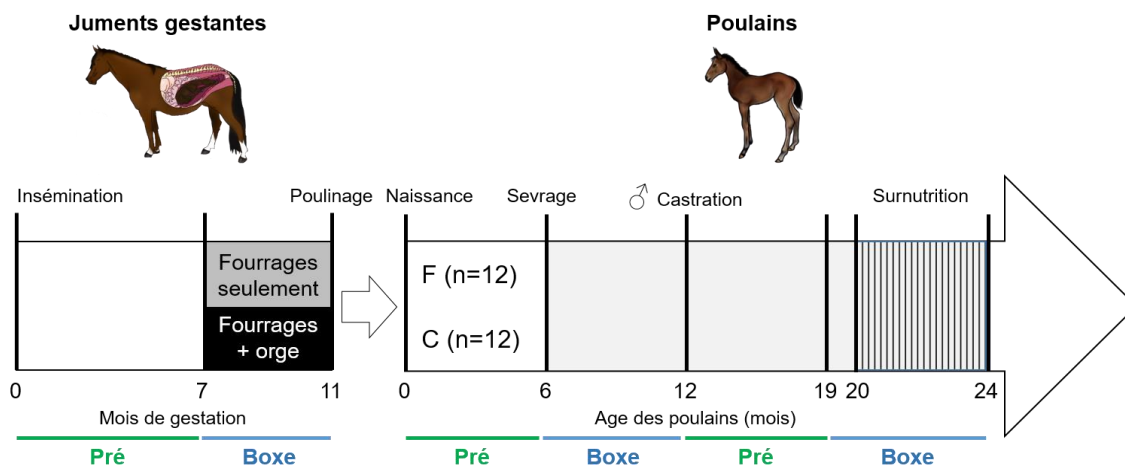 Juments gestantes
Poulains
Insémination
Poulinage
Naissance
Sevrage
♂ Castration
Surnutrition
Fourrages
seulement
Fourrages
+ orge
F (n=12)
C (n=12)
0
7
11
0
6
12
19
20
24
Mois de gestation
Age des poulains (mois)
Pré
Boxe
Pré
Boxe
Pré
Boxe